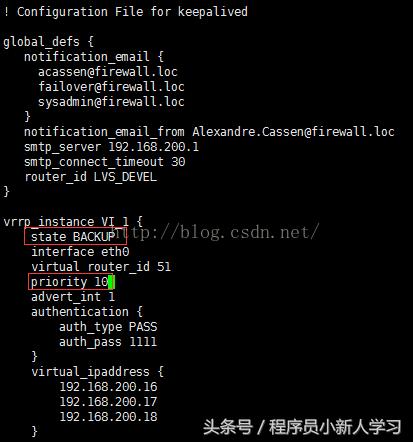 ! Configuration File for keepalived
global_defs {
notification_email {
acassen@firewall.loc
failover@firewall.loc
sysadmin@firewall.loc
}
notification_email_from Alexandre.Cassen@firewall.loc
smtp_server 192.168.200.1
smtp_connect_timeout 30
router_id LVS_DEVEL
}
vrrp_instance VI_1 {
state BACKUP
http://blog.csdn.net/
interface eth0
virtual_router_id 51
priority 10
advert_int 1
authentication {
auth_type PASS
auth_pass 1111
}
virtual_ipaddress {
192.168.200.16
192.168.200.17
192.168.200.18
}
头条号 / 程序员小新人学习